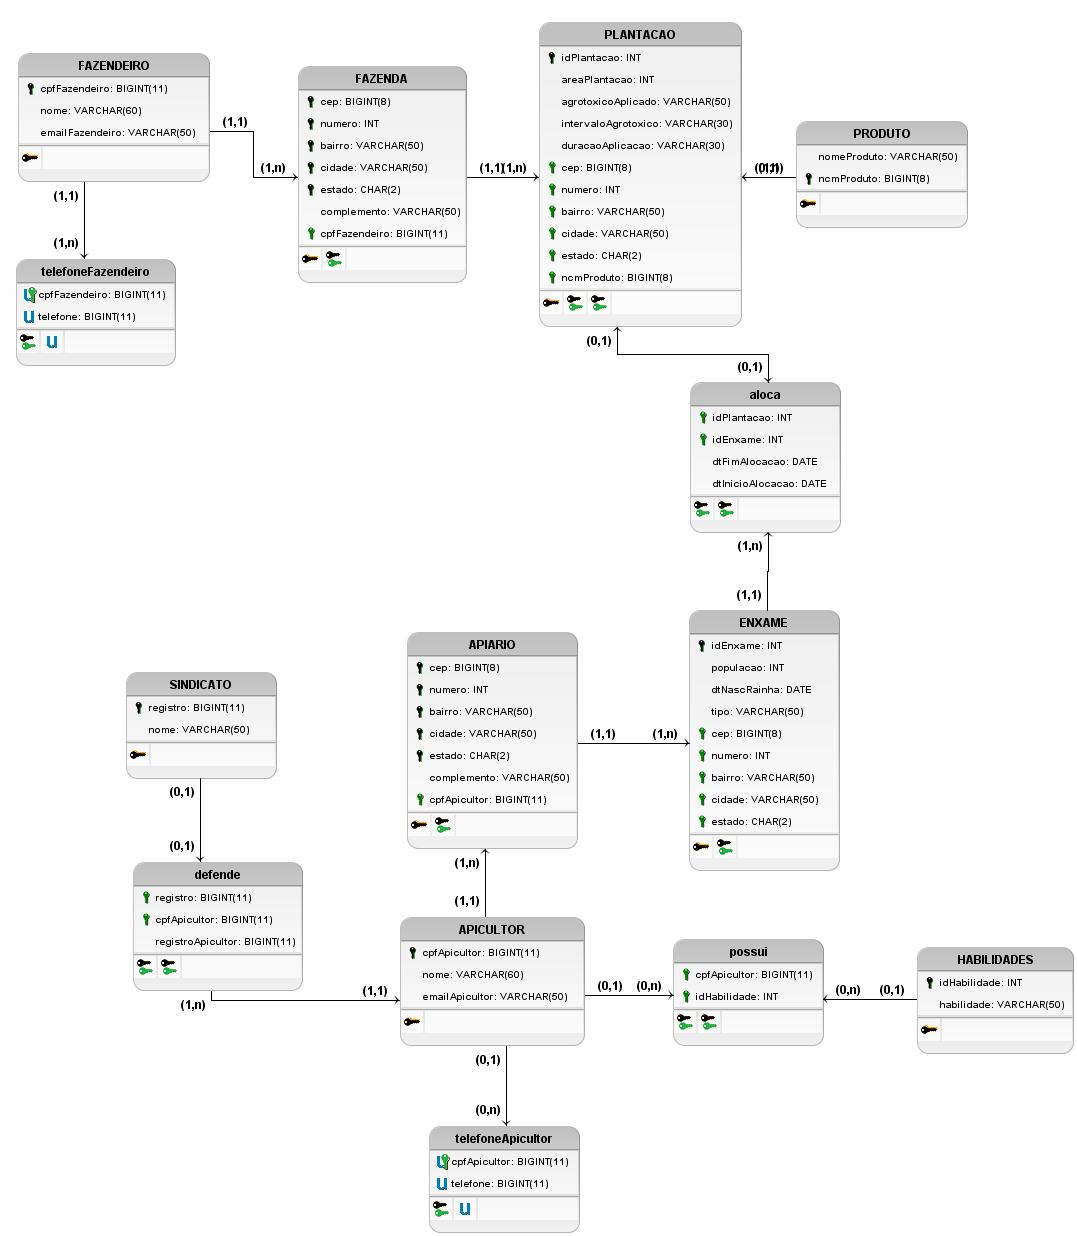 FAZENDEIRO
cpfFazendeiro: BIGINT(11)
nome: VARCHAR(60)
emailFazendeiro: VARCHAR(50)
(1,1)
(1,n)
(1,1)
(1,n)
telefoneFazendeiro
cpfFazendeiro: BIGINT(11)
telefone: BIGINT(11)
FAZENDA
cep: BIGINT(8)
numero: INT
bairro: VARCHAR(50)
cidade: VARCHAR(50)
estado: CHAR(2)
complemento: VARCHAR(50)
cpfFazendeiro: BIGINT(11)
(1,1)
(1,n)
PLANTACAO
idPlantacao: INT
areaPlantacao: INT
agrotoxicoAplicado: VARCHAR(50)
intervaloAgrotoxico: VARCHAR(30)
duracaoAplicacao: VARCHAR(30)
cep: BIGINT(8)
numero: INT
bairro: VARCHAR(50)
cidade: VARCHAR(50)
estado: CHAR(2)
ncmProduto: BIGINT(8)
PRODUTO
nomeProduto: VARCHAR(50)
ncmProduto: BIGINT(8)
(0,1)
(0,1)
aloca
idPlantacao: INT
idEnxame: INT
dtFimAlocacao: DATE
dtInicioAlocacao: DATE
(1,n)
(1,1)
ENXAME
idEnxame: INT
populacao: INT
dtNascRainha: DATE
tipo: VARCHAR(50)
cep: BIGINT(8)
numero: INT
bairro: VARCHAR(50)
cidade: VARCHAR(50)
estado: CHAR(2)
APIARIO
cep: BIGINT(8)
numero: INT
bairro: VARCHAR(50)
cidade: VARCHAR(50)
estado: CHAR(2)
complemento: VARCHAR(50)
cpfApicultor: BIGINT(11)
(1,1)
(1,n)
SINDICATO
registro: BIGINT(11)
nome: VARCHAR(50)
(0,1)
(0,1)
defende
registro: BIGINT(11)
cpfApicultor: BIGINT(11)
registroApicultor: BIGINT(11)
(1,n)
(1,1)
(1,n)
(1,1)
APICULTOR
cpfApicultor: BIGINT(11)
nome: VARCHAR(60)
emailApicultor: VARCHAR(50)
(0,1)
(0,n)
possui
cpfApicultor: BIGINT(11)
idHabilidade: INT
(0,n)
(0,1)
HABILIDADES
idHabilidade: INT
habilidade: VARCHAR(50)
(0,1)
(0,n)
telefoneApicultor
cpfApicultor: BIGINT(11)
telefone: BIGINT(11)